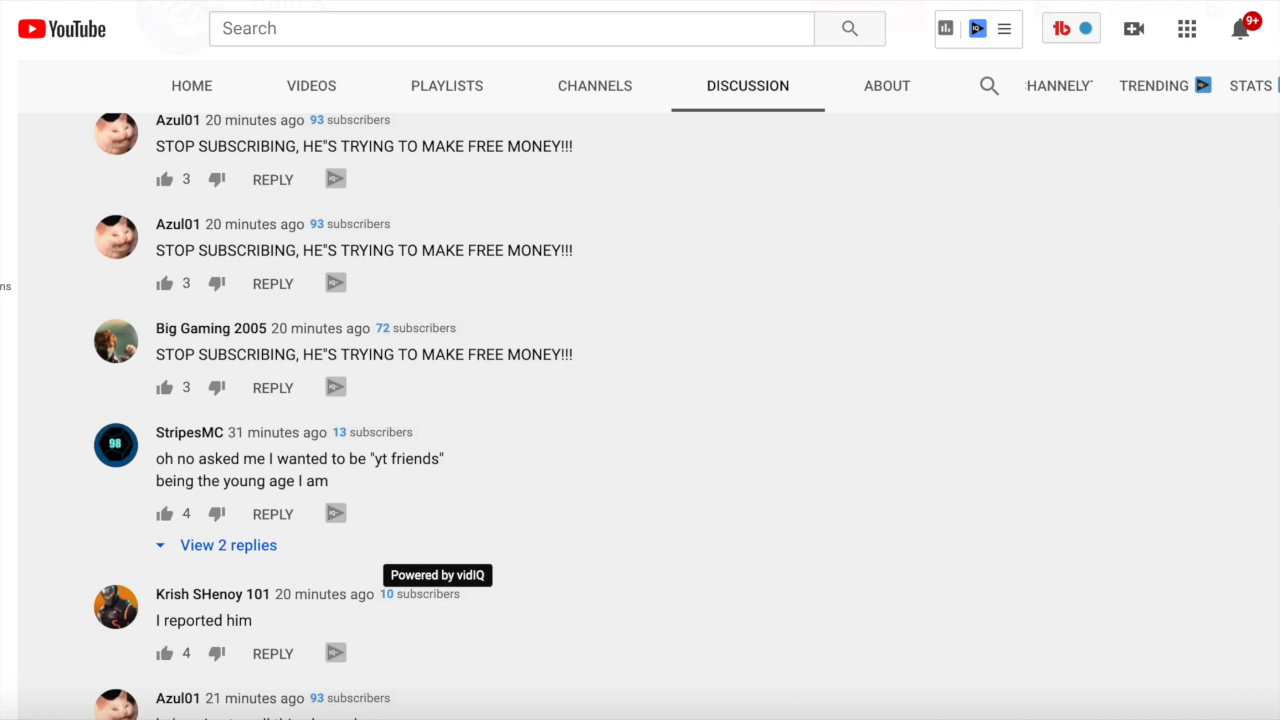 YouTube
Search
9+
HOME
VIDEOS
PLAYLISTS
CHANNELS
DISCUSSION
ABOUT
HANNELY
TRENDING
STATS
Azul01 20 minutes ago 93 subscribers
STOP SUBSCRIBING, HE"S TRYING TO MAKE FREE MONEY!!!
3 REPLY
Azul01 20 minutes ago 93 subscribers
STOP SUBSCRIBING, HE"S TRYING TO MAKE FREE MONEY!!!
3 REPLY
ns
Big Gaming 2005 20 minutes ago 72 subscribers
STOP SUBSCRIBING, HE"S TRYING TO MAKE FREE MONEY!!!
3 REPLY
98
StripesMC 31 minutes ago 13 subscribers
oh no asked me I wanted to be "yt friends"
being the young age I am
4 REPLY
View 2 replies
Powered by vidIQ
Krish SHenoy 101 20 minutes ago 10 subscribers
I reported him
4 REPLY
Azul01 21 minutes ago 93 subscribers